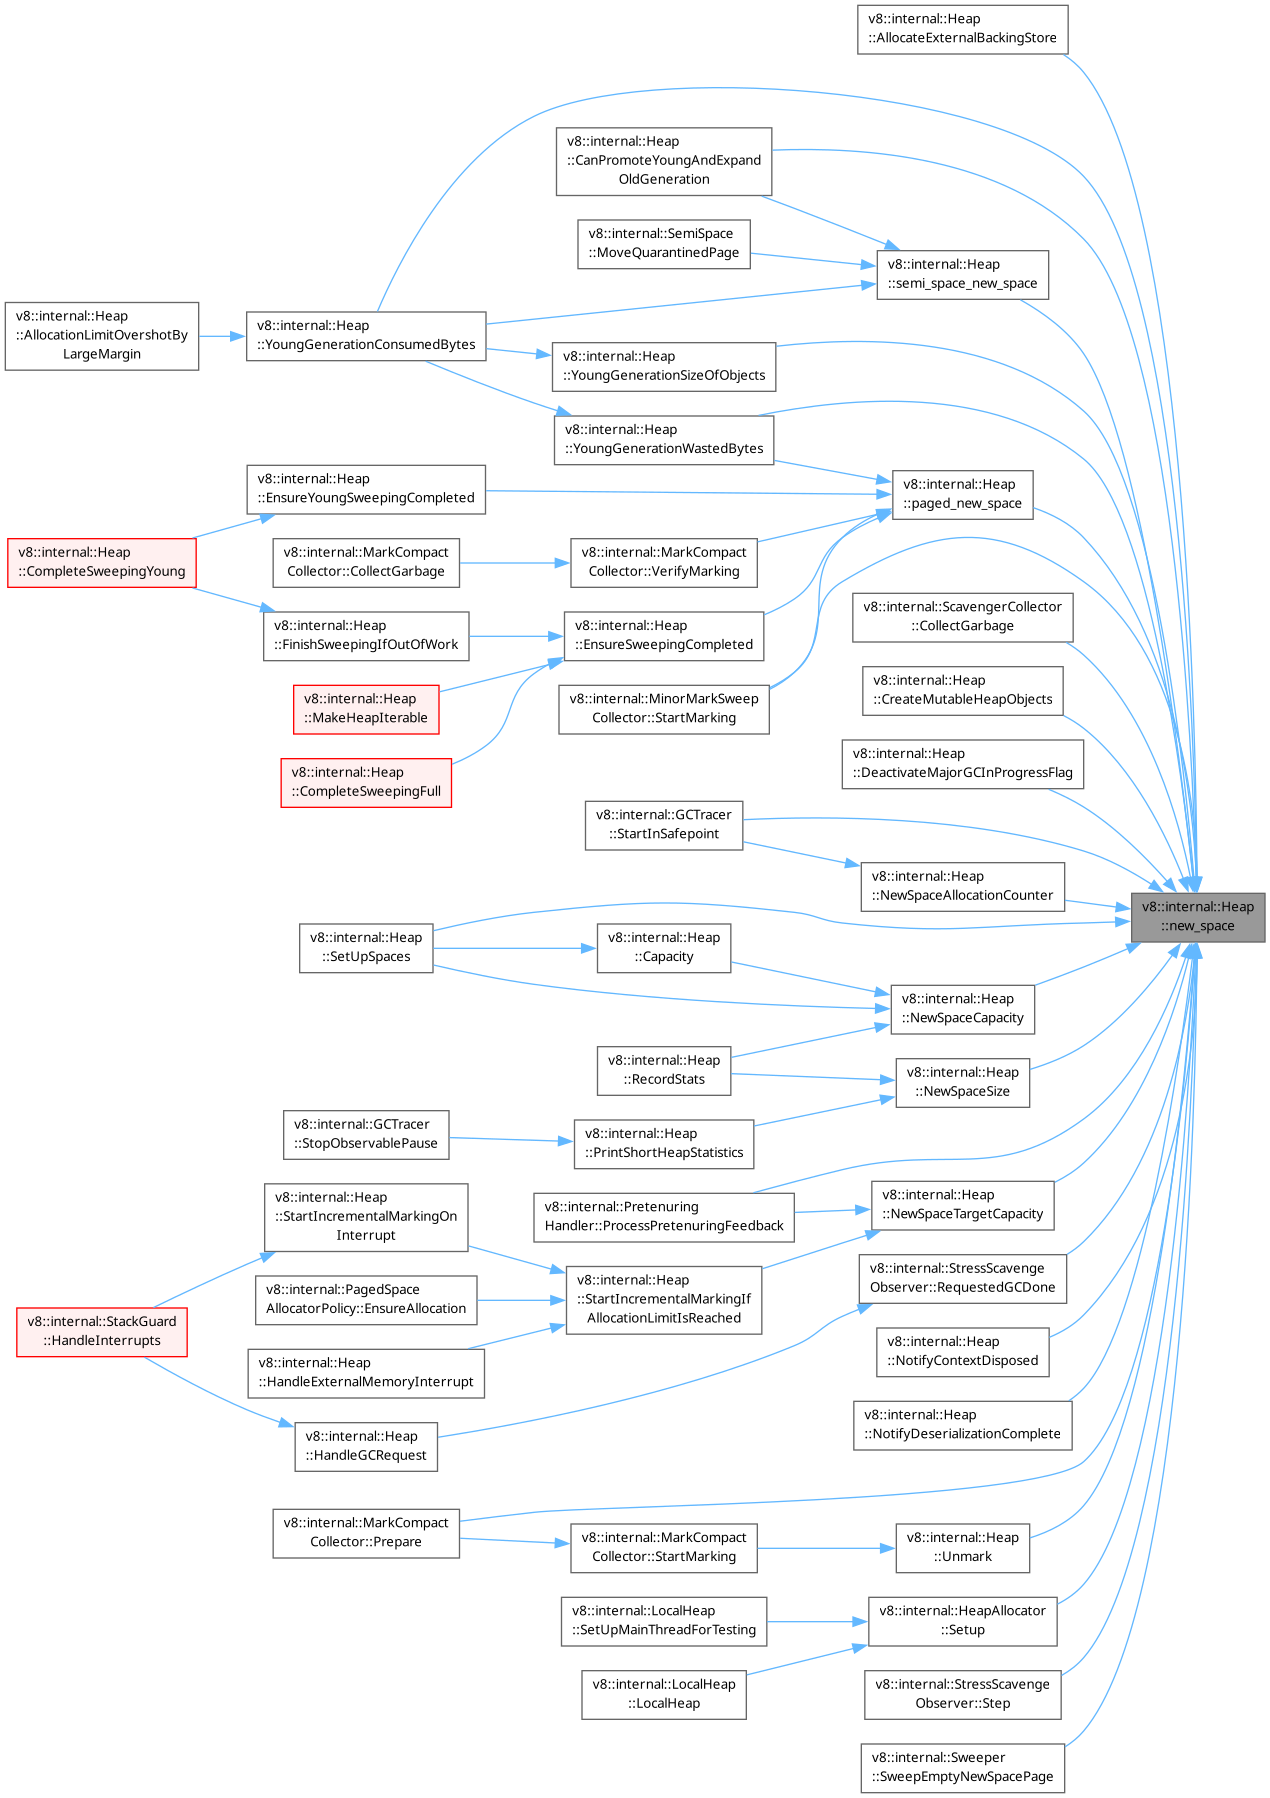 v8::internal::Heap
::AllocateExternalBackingStore
v8::internal::Heap
::CanPromoteYoungAndExpand
OldGeneration
v8::internal::SemiSpace
::MoveQuarantinedPage
v8::internal::Heap
::semi_space_new_space
v8::internal::Heap
::AllocationLimitOvershotBy
LargeMargin
v8::internal::Heap
::YoungGenerationConsumedBytes
v8::internal::Heap
::YoungGenerationSizeOfObjects
v8::internal::Heap
::YoungGenerationWastedBytes
v8::internal::Heap
::EnsureYoungSweepingCompleted
v8::internal::Heap
::paged_new_space
v8::internal::Heap
::CompleteSweepingYoung
v8::internal::MarkCompact
Collector::CollectGarbage
v8::internal::MarkCompact
Collector::VerifyMarking
v8::internal::ScavengerCollector
::CollectGarbage
v8::internal::Heap
::FinishSweepingIfOutOfWork
v8::internal::Heap
::EnsureSweepingCompleted
v8::internal::Heap
::CreateMutableHeapObjects
v8::internal::Heap
::MakeHeapIterable
v8::internal::MinorMarkSweep
Collector::StartMarking
v8::internal::Heap
::DeactivateMajorGCInProgressFlag
v8::internal::Heap
::CompleteSweepingFull
v8::internal::GCTracer
::StartInSafepoint
v8::internal::Heap
::NewSpaceAllocationCounter
v8::internal::Heap
::new_space
v8::internal::Heap
::SetUpSpaces
v8::internal::Heap
::Capacity
v8::internal::Heap
::NewSpaceCapacity
v8::internal::Heap
::RecordStats
v8::internal::Heap
::NewSpaceSize
v8::internal::GCTracer
::StopObservablePause
v8::internal::Heap
::PrintShortHeapStatistics
v8::internal::Heap
::StartIncrementalMarkingOn
Interrupt
v8::internal::Pretenuring
Handler::ProcessPretenuringFeedback
v8::internal::Heap
::NewSpaceTargetCapacity
v8::internal::StackGuard
::HandleInterrupts
v8::internal::PagedSpace
AllocatorPolicy::EnsureAllocation
v8::internal::Heap
::StartIncrementalMarkingIf
AllocationLimitIsReached
v8::internal::StressScavenge
Observer::RequestedGCDone
v8::internal::Heap
::HandleExternalMemoryInterrupt
v8::internal::Heap
::NotifyContextDisposed
v8::internal::Heap
::HandleGCRequest
v8::internal::Heap
::NotifyDeserializationComplete
v8::internal::MarkCompact
Collector::Prepare
v8::internal::MarkCompact
Collector::StartMarking
v8::internal::Heap
::Unmark
v8::internal::LocalHeap
::SetUpMainThreadForTesting
v8::internal::HeapAllocator
::Setup
v8::internal::LocalHeap
::LocalHeap
v8::internal::StressScavenge
Observer::Step
v8::internal::Sweeper
::SweepEmptyNewSpacePage